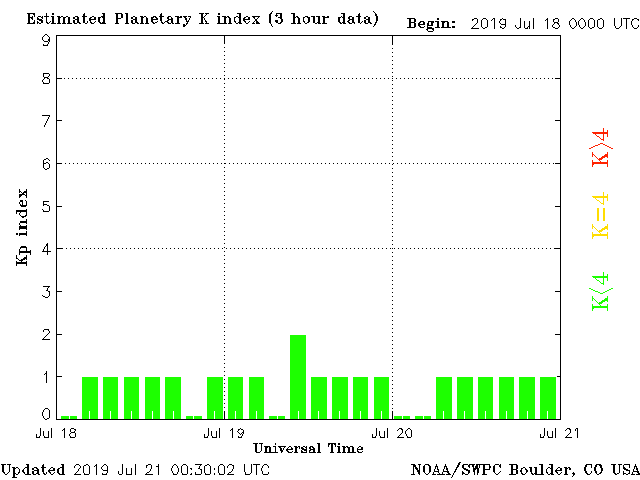 Estimated Planetary K index (3 hour data) Begin: 2019 Jul 18 0000 UTC
9
8
7
6
5
4
3
2
1
0
Kp index
K>4
K=4
K<4
Jul 18 Jul 19 Jul 20 Jul 21
Universal Time
Updated 2019 Jul 21 00:30:02 UTC NOAA/SWPC Boulder, CO USA